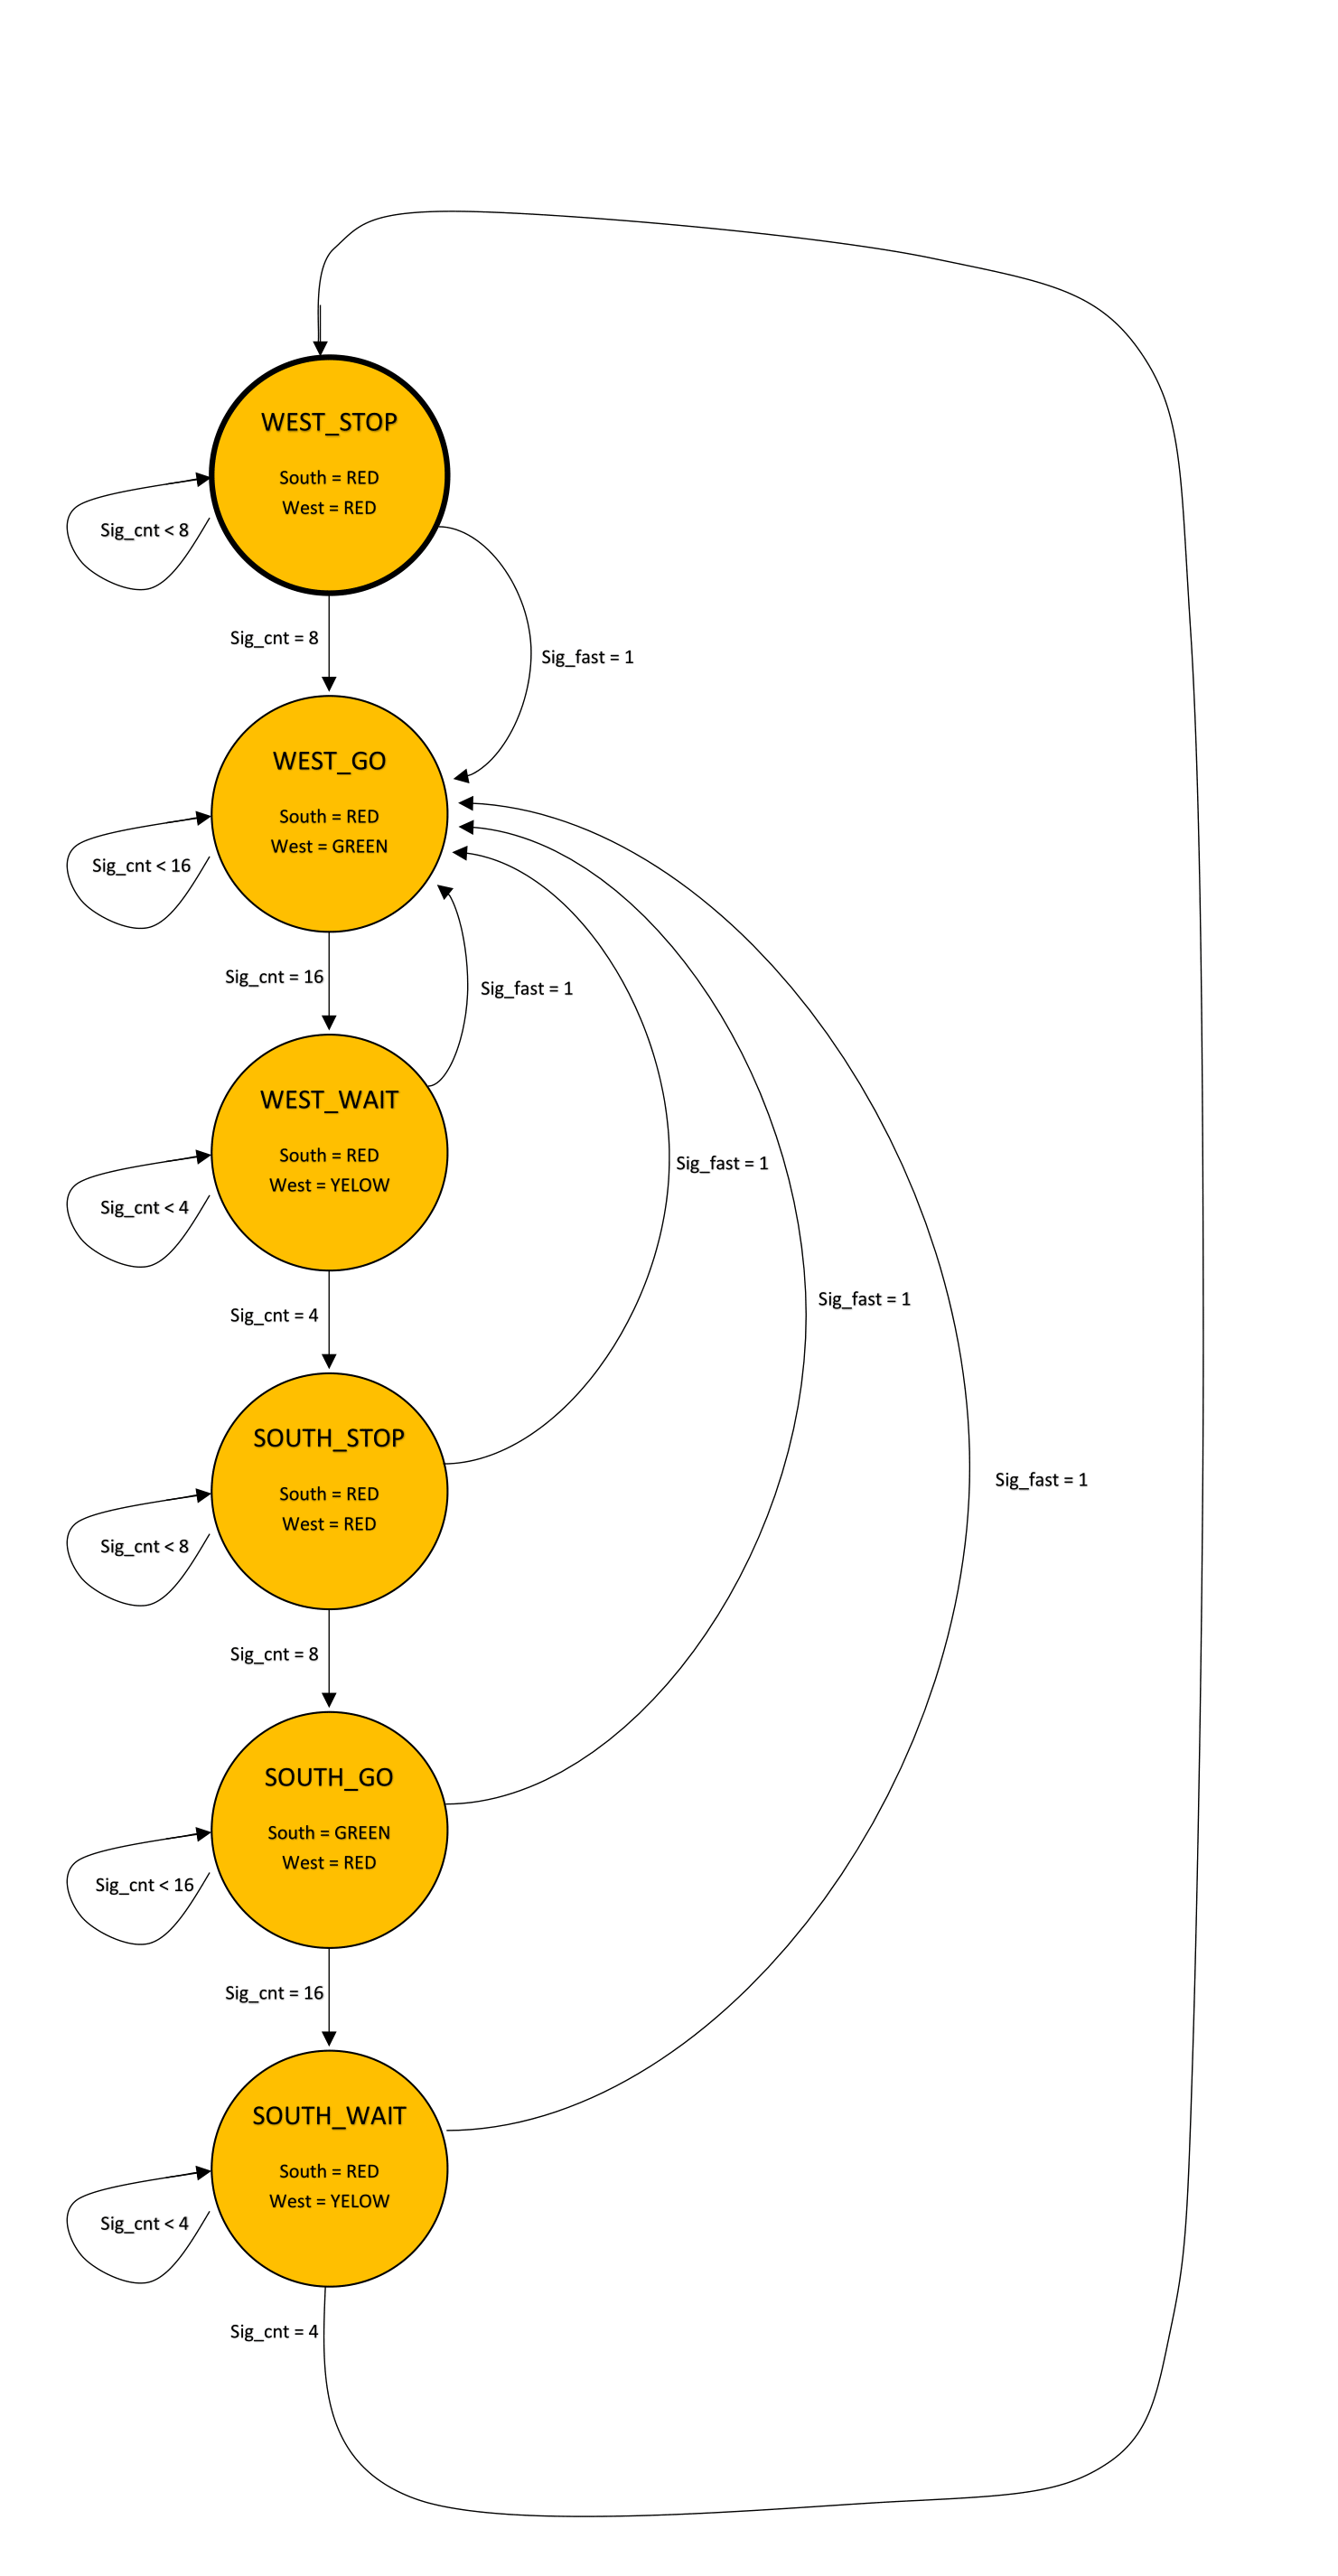 WEST_STOP
South = RED
West = RED
Sig_cnt < 8
Sig_cnt = 8
Sig_fast = 1
WEST_GO
South = RED
West = GREEN
Sig_cnt < 16
Sig_cnt = 16
Sig_fast = 1
WEST_WAIT
South = RED
West = YELOW
Sig_fast = 1
Sig_cnt < 4
Sig_fast = 1
Sig_cnt = 4
SOUTH_STOP
Sig_fast = 1
South = RED
West = RED
Sig_cnt < 8
Sig_cnt = 8
SOUTH_GO
South = GREEN
West = RED
Sig_cnt < 16
Sig_cnt = 16
SOUTH_WAIT
South = RED
West = YELOW
Sig_cnt < 4
Sig_cnt = 4